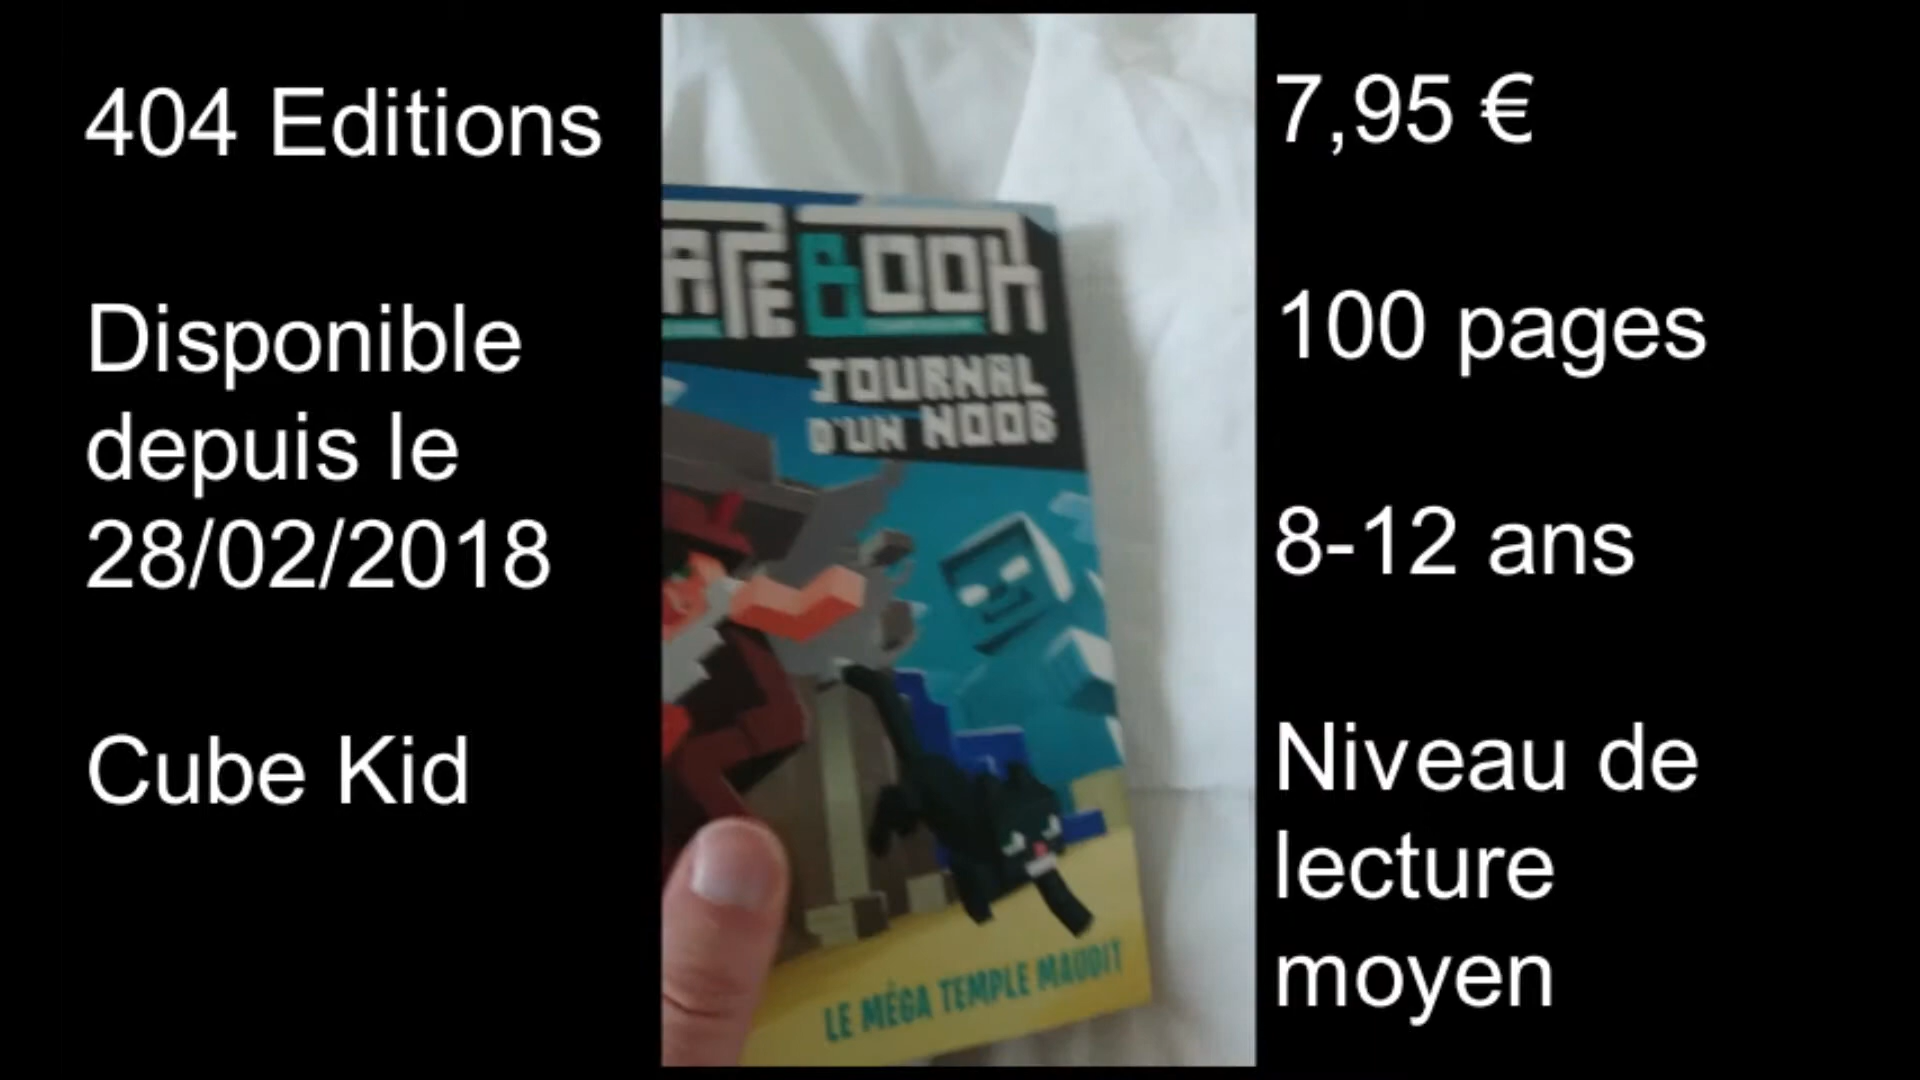 404 Editions
Disponible
depuis le
28/02/2018
Cube Kid
APEBOOK
JOURNAL
D'UN NOOB
LE MÉGA TEMPLE MAUDIT
7,95 €
100 pages
8-12 ans
Niveau de
lecture
moyen